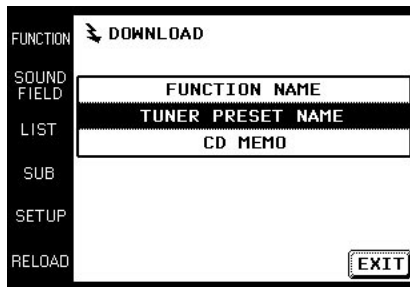 FUNCTION
DOWNLOAD
SOUND
FIELD
FUNCTION NAME
TUNER PRESET NAME
LIST
CD MEMO
SUB
SETUP
RELOAD
EXIT